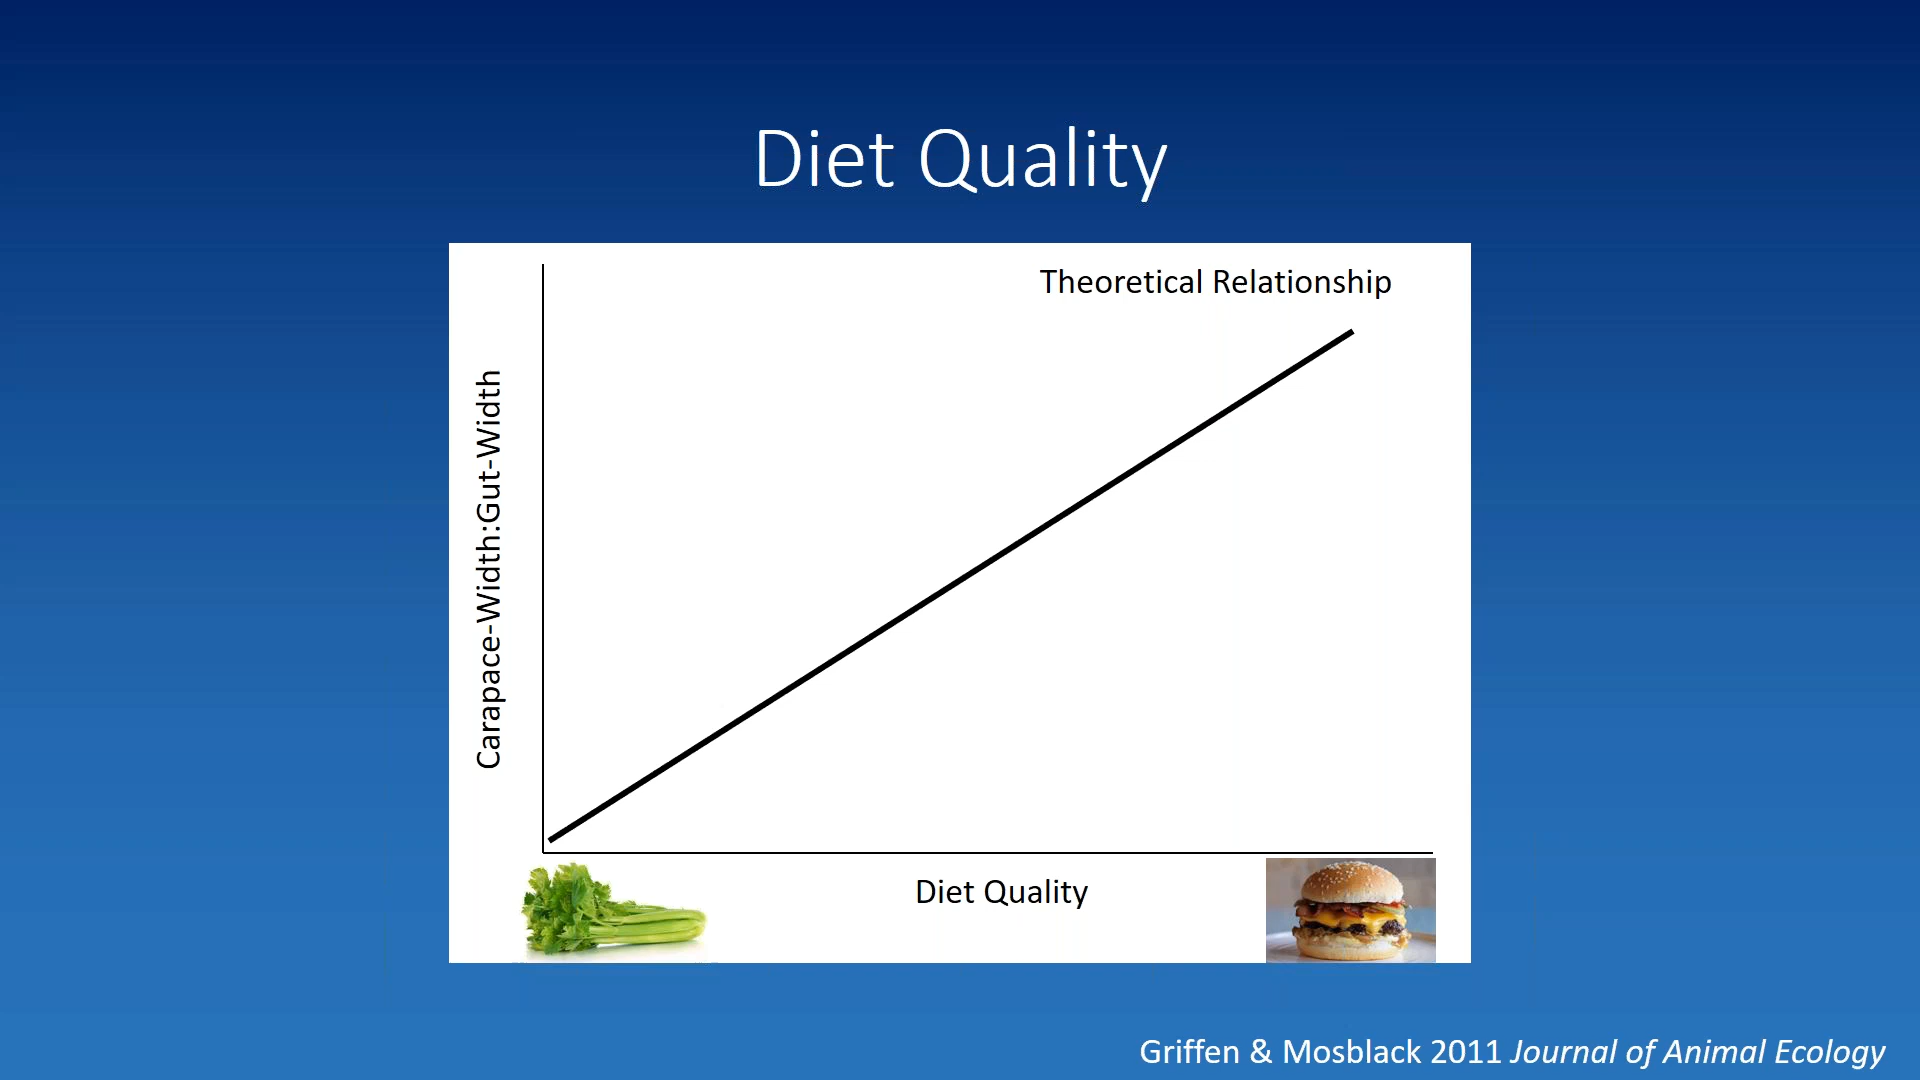 Diet Quality
Theoretical Relationship
Carapace-Width:Gut-Width
Diet Quality
Griffen & Mosblack 2011 Journal of Animal Ecology